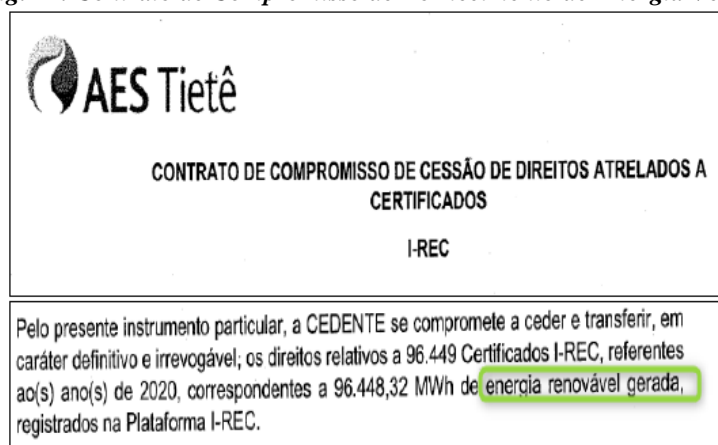 AES Tietê
CONTRATO DE COMPROMISSO DE CESSÃO DE DIREITOS ATRELADOS A
CERTIFICADOS
I-REC
Pelo presente instrumento particular, a CEDENTE se compromete a ceder e transferir, em
caráter definitivo e irrevogável; os direitos relativos a 96.449 Certificados I-REC, referentes
ao(s) ano(s) de 2020, correspondentes a 96.448,32 MWh de energia renovável gerada,
registrados na Plataforma I-REC.